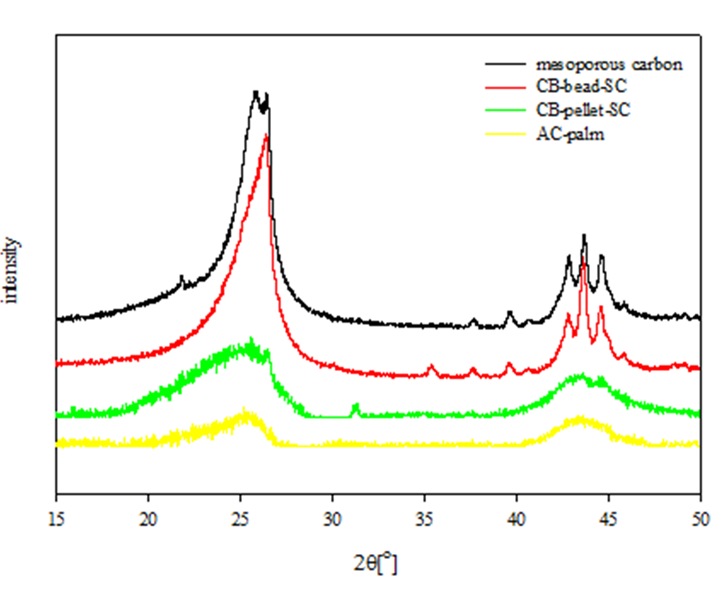 mesoporous carbon
CB-bead-SC
CB-pellet-SC
AC-palm
intensity
15 20 25 30 35 40 45 50
2θ[°]